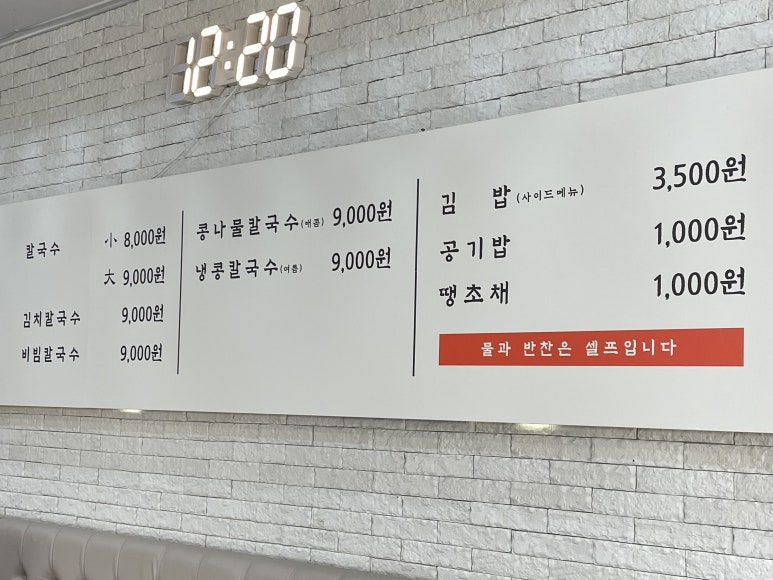 12:20
칼국수 小 8,000원
大 9,000원
김치칼국수 9,000원
비빔칼국수 9,000원
콩나물칼국수(매콤) 9,000원
냉콩칼국수(여름) 9,000원
김 밥(사이드메뉴) 3,500원
공기밥 1,000원
땡초채 1,000원
물과 반찬은 셀프입니다